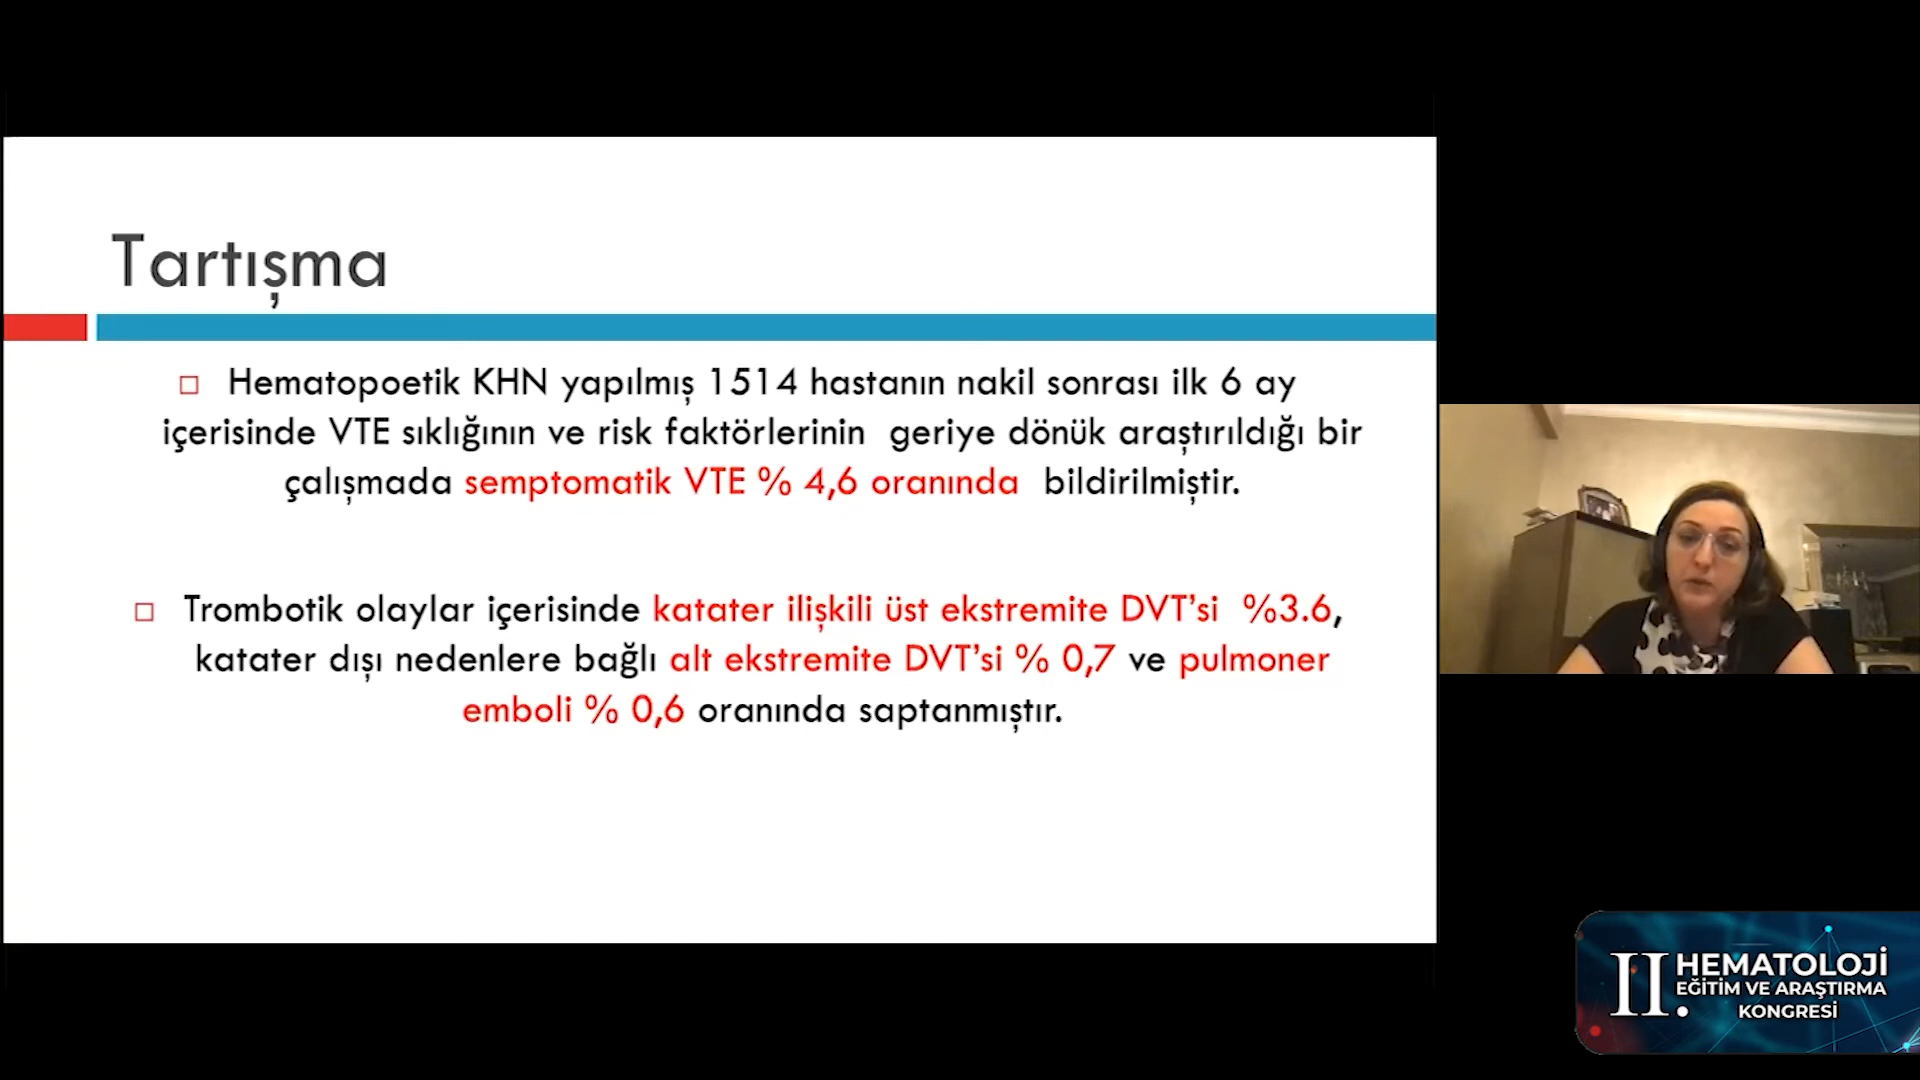 Tartışma
Hematopoetik KHN yapılmış 1514 hastanın nakil sonrası ilk 6 ay
içerisinde VTE sıklığının ve risk faktörlerinin geriye dönük araştırıldığı bir
çalışmada semptomatik VTE % 4,6 oranında bildirilmiştir.
Trombotik olaylar içerisinde katater ilişkili üst ekstremite DVT'si %3.6,
katater dışı nedenlere bağlı alt ekstremite DVT'si % 0,7 ve pulmoner
emboli % 0,6 oranında saptanmıştır.
II. HEMATOLOJİ
EĞİTİM VE ARAŞTIRMA
KONGRESİ